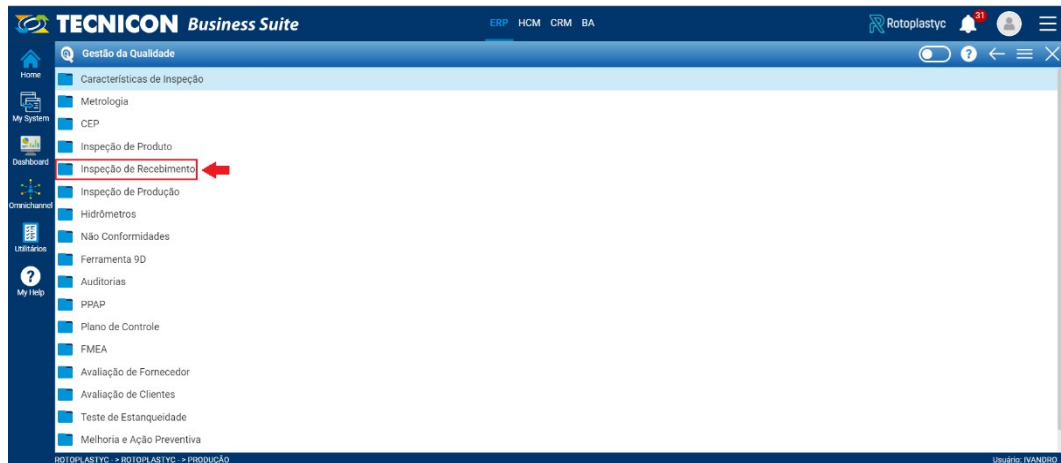 TECNICON Business Suite
ERP HCM CRM BA
Rotoplastyc
31
Home
My System
Dashboard
Omnichannel
Utilitários
?
My Help
Gestão da Qualidade
?
Características de Inspeção
Metrologia
CEP
Inspeção de Produto
Inspeção de Recebimento
Inspeção de Produção
Hidrômetros
Não Conformidades
Ferramenta 9D
Auditorias
PPAP
Plano de Controle
FMEA
Avaliação de Fornecedor
Avaliação de Clientes
Teste de Estanqueidade
Melhoria e Ação Preventiva
ROTOPLASTYC -> ROTOPLASTYC -> PRODUÇÃO
Usuário: IVANDRO